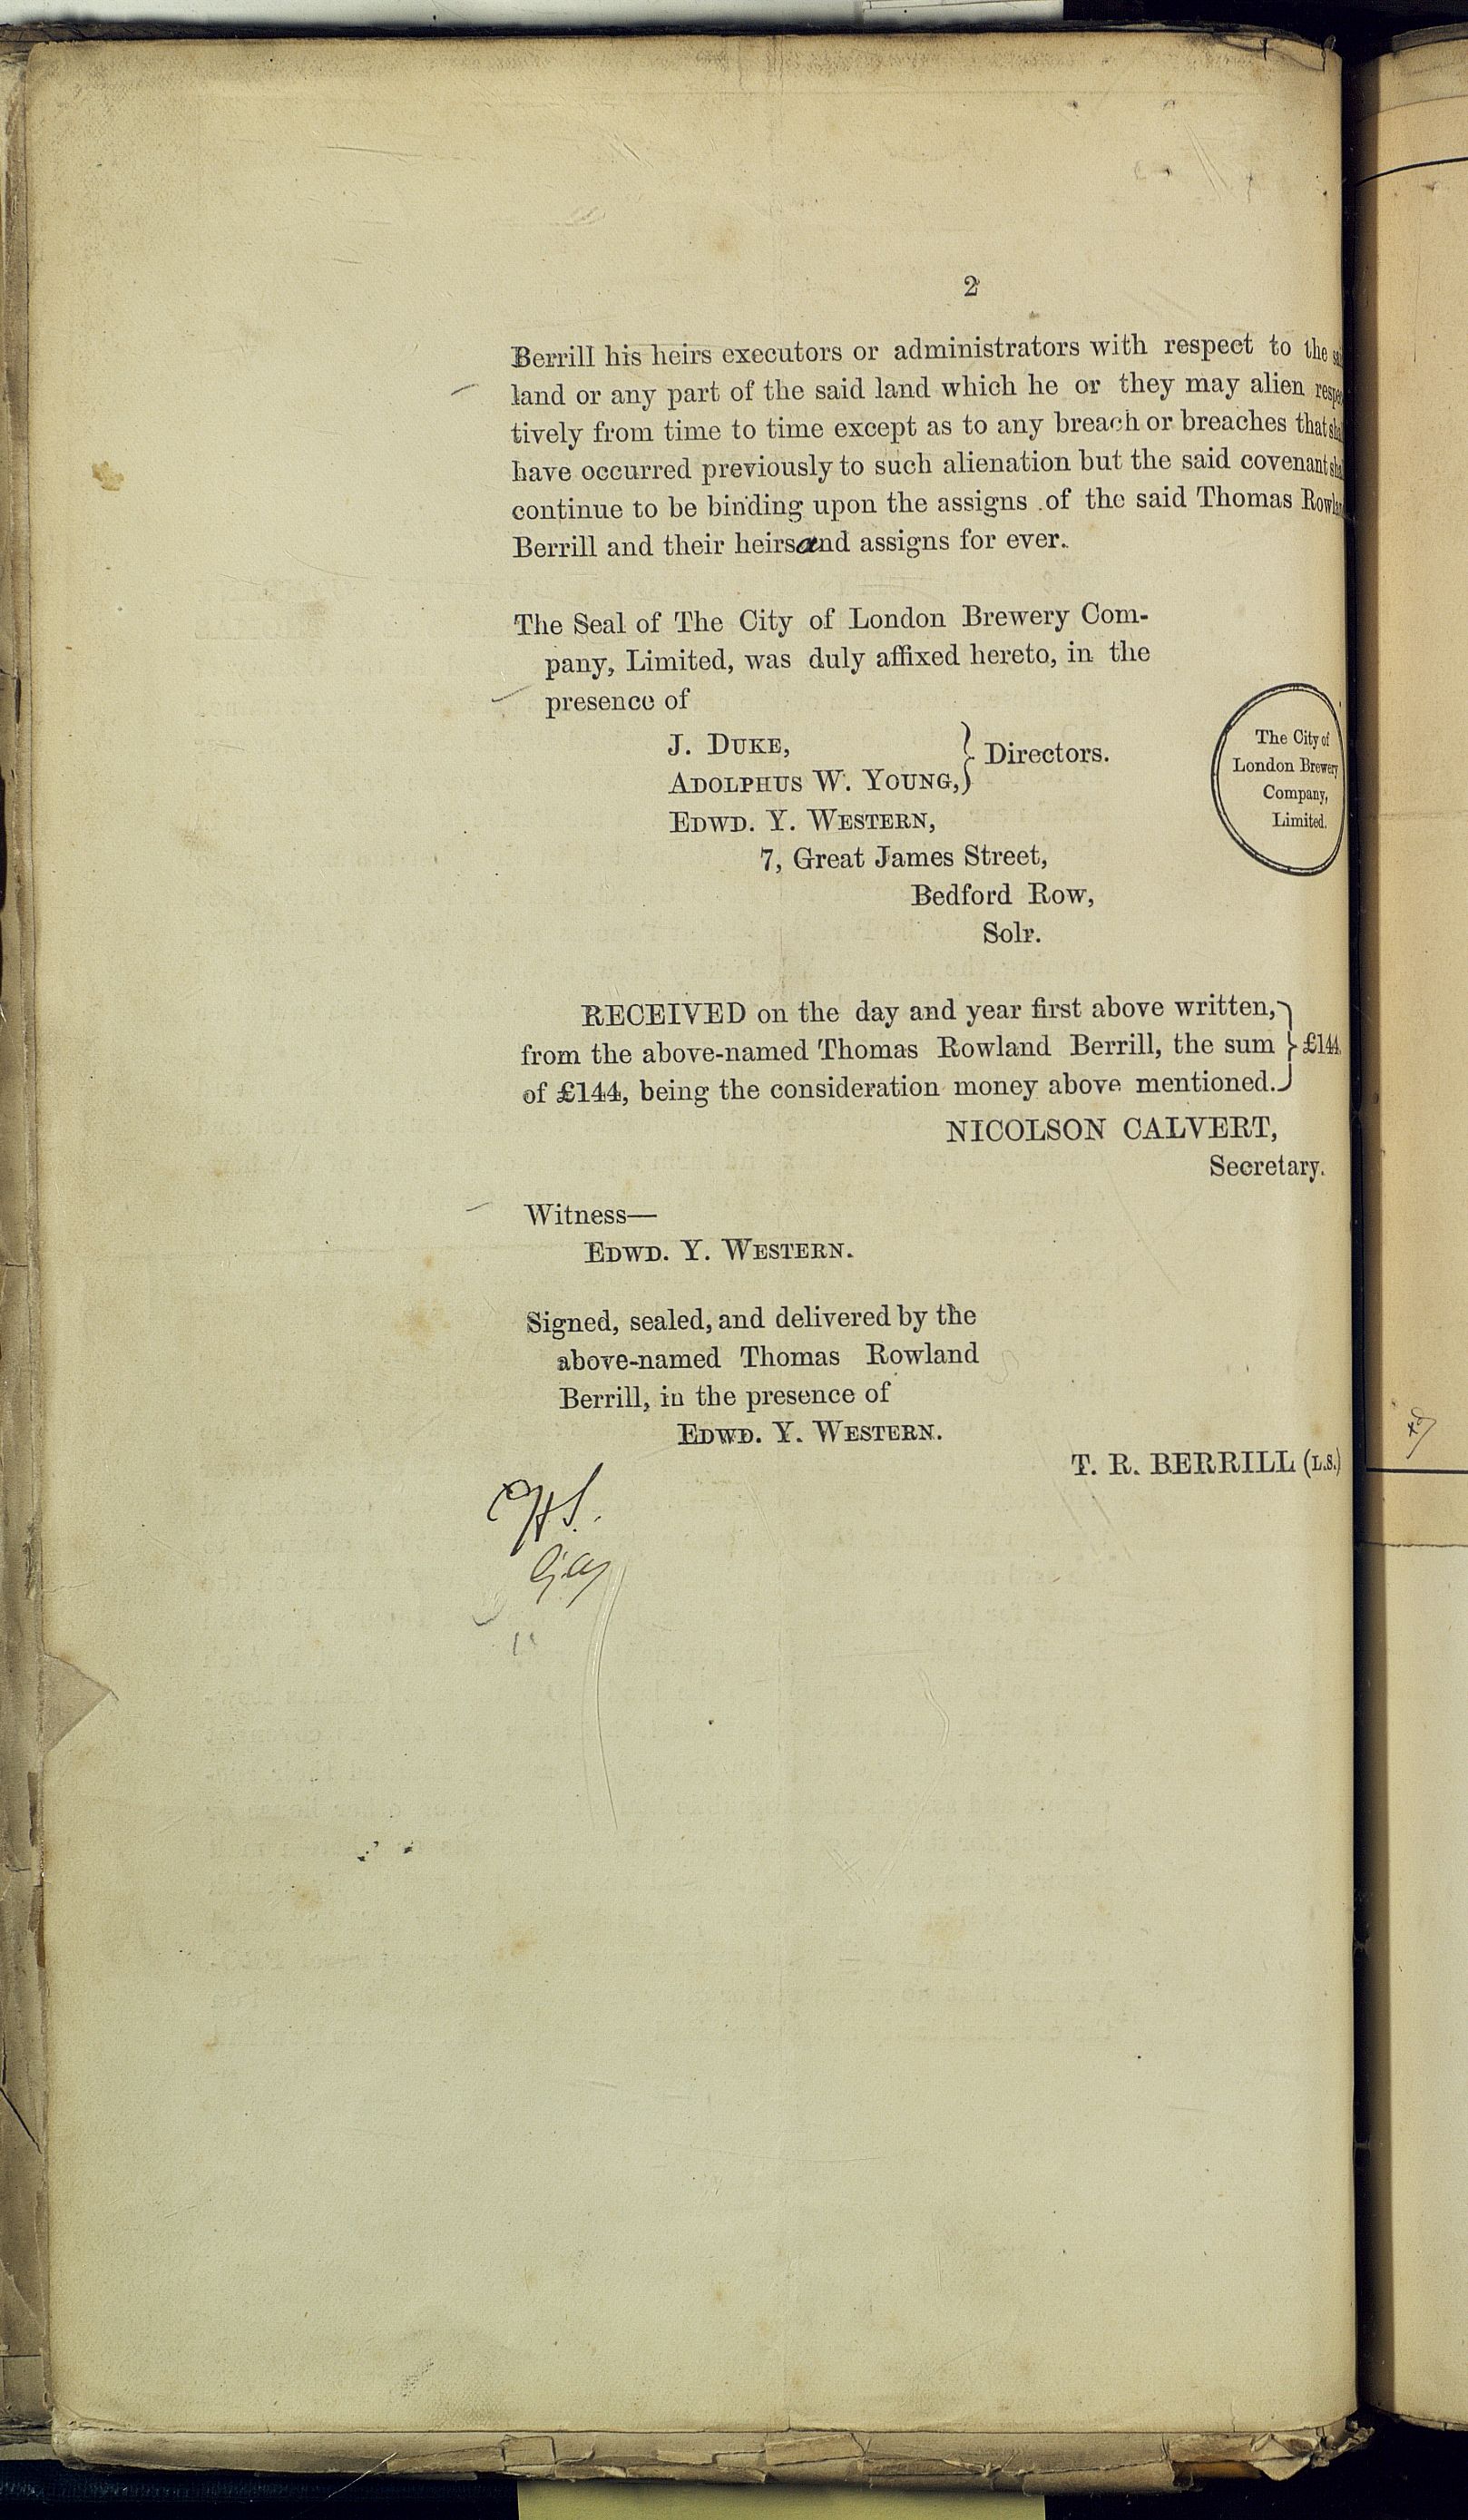 2
Berrill his heirs executors or administrators with respect to the
land or any part of the said land which he or they may alien respec
tively from time to time except as to any breach or breaches that
have occurred previously to such alienation but the said covenant
continue to be binding upon the assigns of the said Thomas Rowlan
Berrill and their heirs and assigns for ever.
The Seal of The City of London Brewery Com-
pany, Limited, was duly affixed hereto, in the
presence of
J. DUKE,
ADOLPHUS W. YOUNG,
} Directors.
EDWD. Y. WESTERN,
7, Great James Street,
Bedford Row,
Solr.
The City of
London Brewery
Company,
Limited.
RECEIVED on the day and year first above written,
from the above-named Thomas Rowland Berrill, the sum } £144.
of £144, being the consideration money above mentioned.
NICOLSON CALVERT,
Secretary.
Witness—
EDWD. Y. WESTERN.
Signed, sealed, and delivered by the
above-named Thomas Rowland
Berrill, in the presence of
EDWD. Y. WESTERN.
T. R. BERRILL (L.S.)